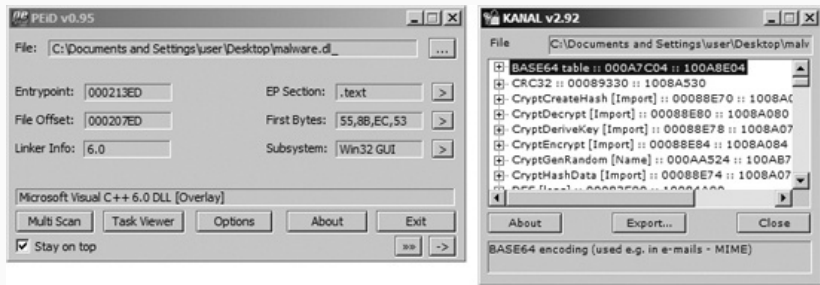 PEiD v0.95
File: C:\Documents and Settings\user\Desktop\malware.dl_ ...
Entrypoint: 000213ED EP Section: .text >
File Offset: 000207ED First Bytes: 55,8B,EC,53 >
Linker Info: 6.0 Subsystem: Win32 GUI >
Microsoft Visual C++ 6.0 DLL [Overlay]
Multi Scan Task Viewer Options About Exit
Stay on top »» ->
KANAL v2.92
File C:\Documents and Settings\user\Desktop\malw
BASE64 table :: 000A7C04 :: 100A8E04
CRC32 :: 00089330 :: 1008A530
CryptCreateHash [Import] :: 00088E70 :: 1008A0
CryptDecrypt [Import] :: 00088E80 :: 1008A080
CryptDeriveKey [Import] :: 00088E78 :: 1008A07
CryptEncrypt [Import] :: 00088E84 :: 1008A084
CryptGenRandom [Name] :: 000AA524 :: 100AB7
CryptHashData [Import] :: 00088E74 :: 1008A07
About Export... Close
BASE64 encoding (used e.g. in e-mails - MIME)